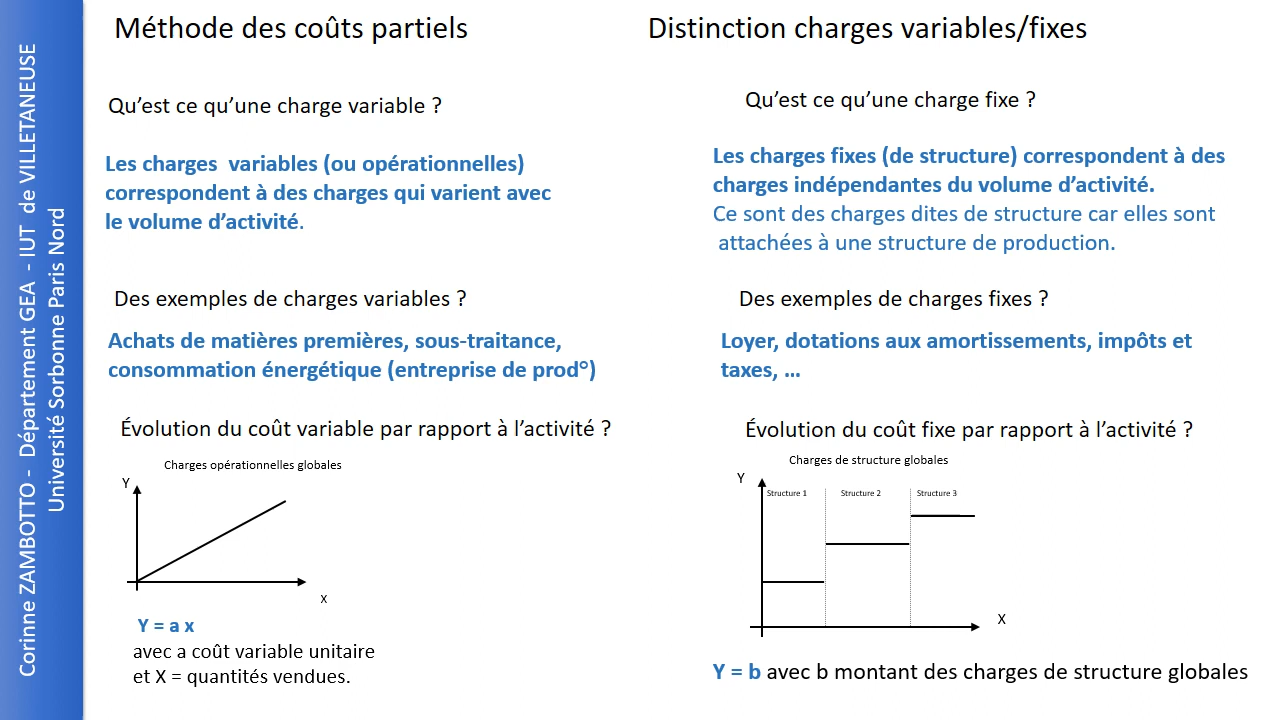 Corinne ZAMBOTTO - Département GEA - IUT de VILLETANEUSE
Université Sorbonne Paris Nord
Méthode des coûts partiels
Qu’est ce qu’une charge variable ?
Les charges variables (ou opérationnelles)
correspondent à des charges qui varient avec
le volume d’activité.
Des exemples de charges variables ?
Achats de matières premières, sous-traitance,
consommation énergétique (entreprise de prod°)
Évolution du coût variable par rapport à l’activité ?
Charges opérationnelles globales
Y
X
Y = a x
avec a coût variable unitaire
et X = quantités vendues.
Distinction charges variables/fixes
Qu’est ce qu’une charge fixe ?
Les charges fixes (de structure) correspondent à des
charges indépendantes du volume d’activité.
Ce sont des charges dites de structure car elles sont
attachées à une structure de production.
Des exemples de charges fixes ?
Loyer, dotations aux amortissements, impôts et
taxes, …
Évolution du coût fixe par rapport à l’activité ?
Charges de structure globales
Y
Structure 1 Structure 2 Structure 3
X
Y = b avec b montant des charges de structure globales